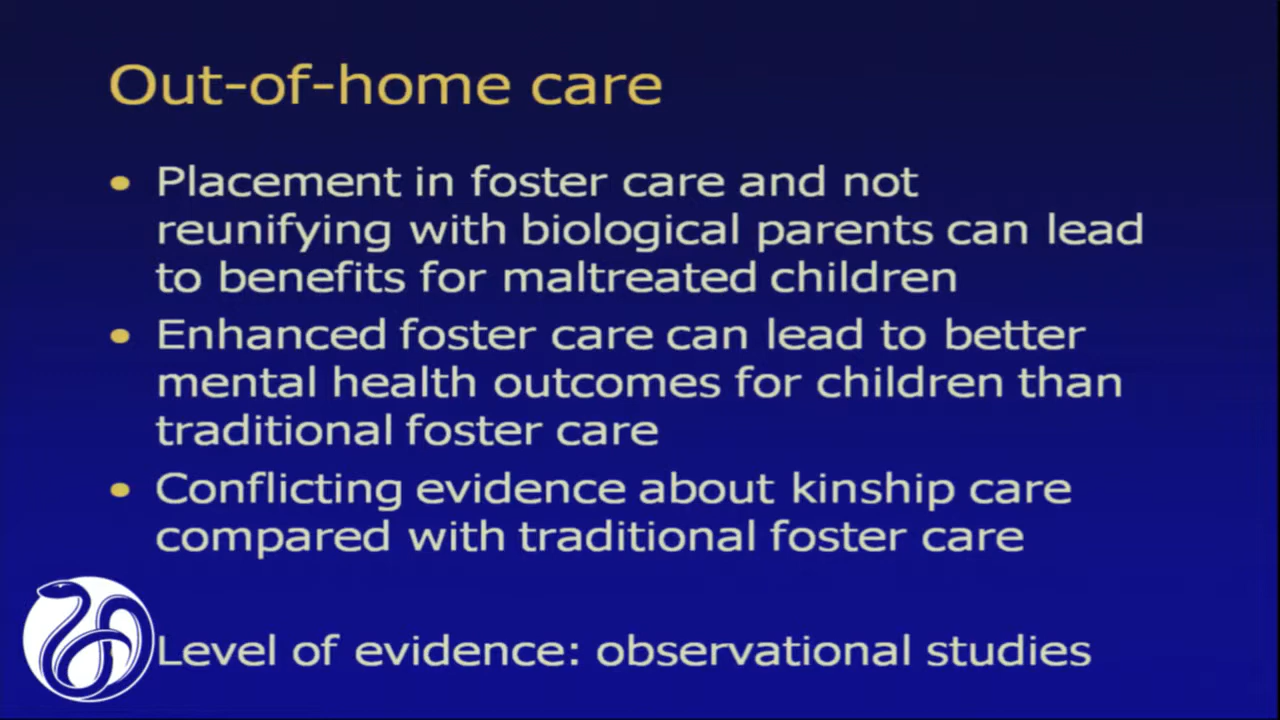 Out-of-home care
• Placement in foster care and not
reunifying with biological parents can lead
to benefits for maltreated children
• Enhanced foster care can lead to better
mental health outcomes for children than
traditional foster care
• Conflicting evidence about kinship care
compared with traditional foster care
Level of evidence: observational studies